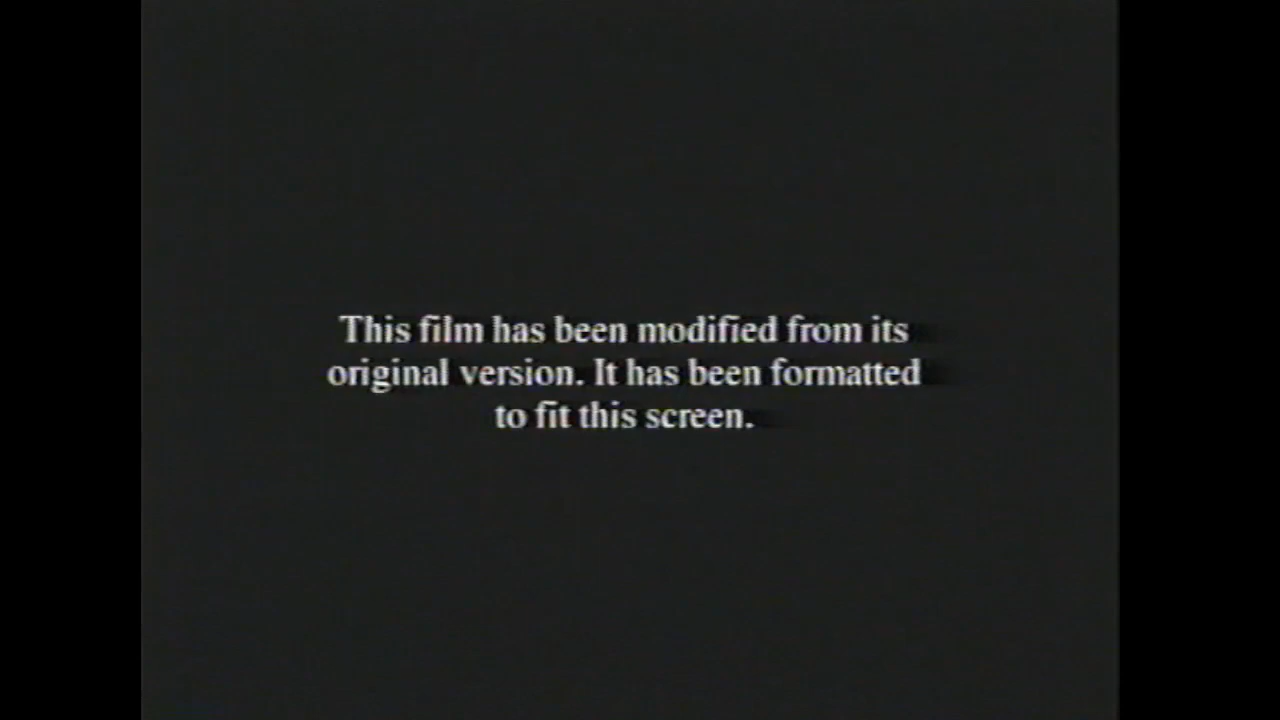 This film has been modified from its
original version. It has been formatted
to fit this screen.